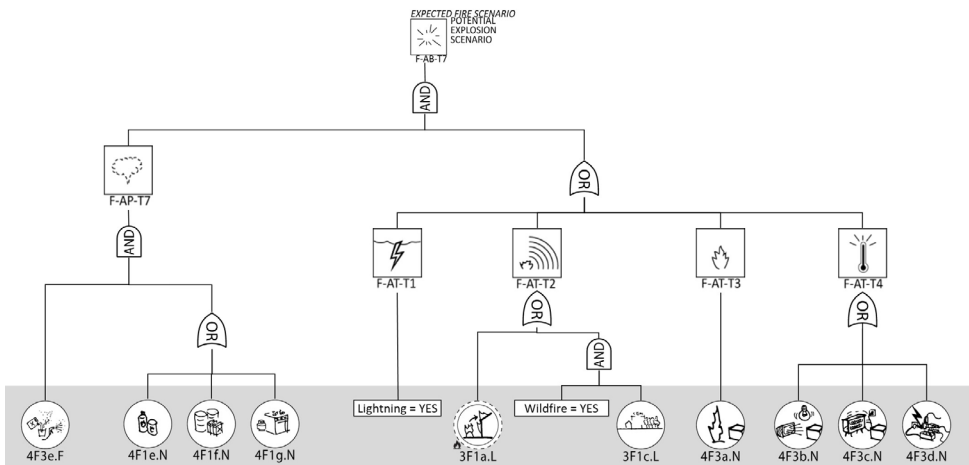 EXPECTED FIRE SCENARIO
POTENTIAL
EXPLOSION
SCENARIO
F-AB-T7
AND
F-AP-T7
OR
AND
F-AT-T1
F-AT-T2
F-AT-T3
F-AT-T4
OR
OR
OR
AND
Lightning = YES
Wildfire = YES
4F3e.F
4F1e.N
4F1f.N
4F1g.N
3F1a.L
3F1c.L
4F3a.N
4F3b.N
4F3c.N
4F3d.N